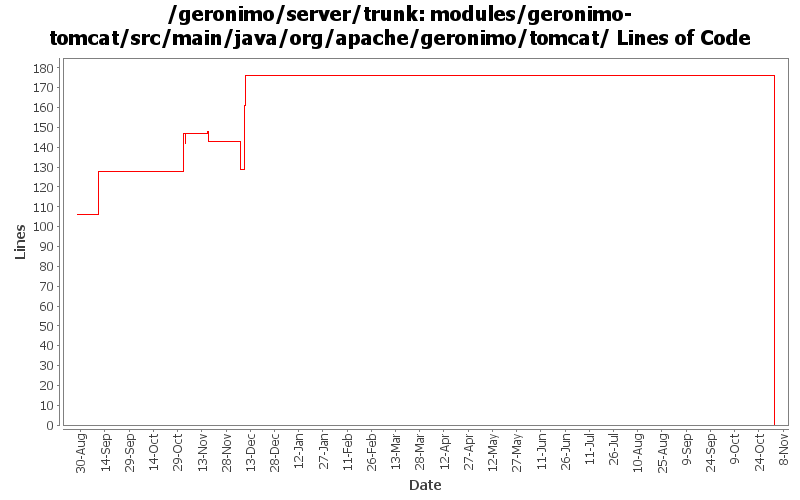 /geronimo/server/trunk: modules/geronimo-
tomcat/src/main/java/org/apache/geronimo/tomcat/ Lines of Code
Lines
180
170
160
150
140
130
120
110
100
90
80
70
60
50
40
30
20
10
0
30-Aug
14-Sep
29-Sep
14-Oct
29-Oct
13-Nov
28-Nov
13-Dec
28-Dec
12-Jan
27-Jan
11-Feb
26-Feb
13-Mar
28-Mar
12-Apr
27-Apr
12-May
27-May
11-Jun
26-Jun
11-Jul
26-Jul
10-Aug
25-Aug
9-Sep
24-Sep
9-Oct
24-Oct
8-Nov
Date